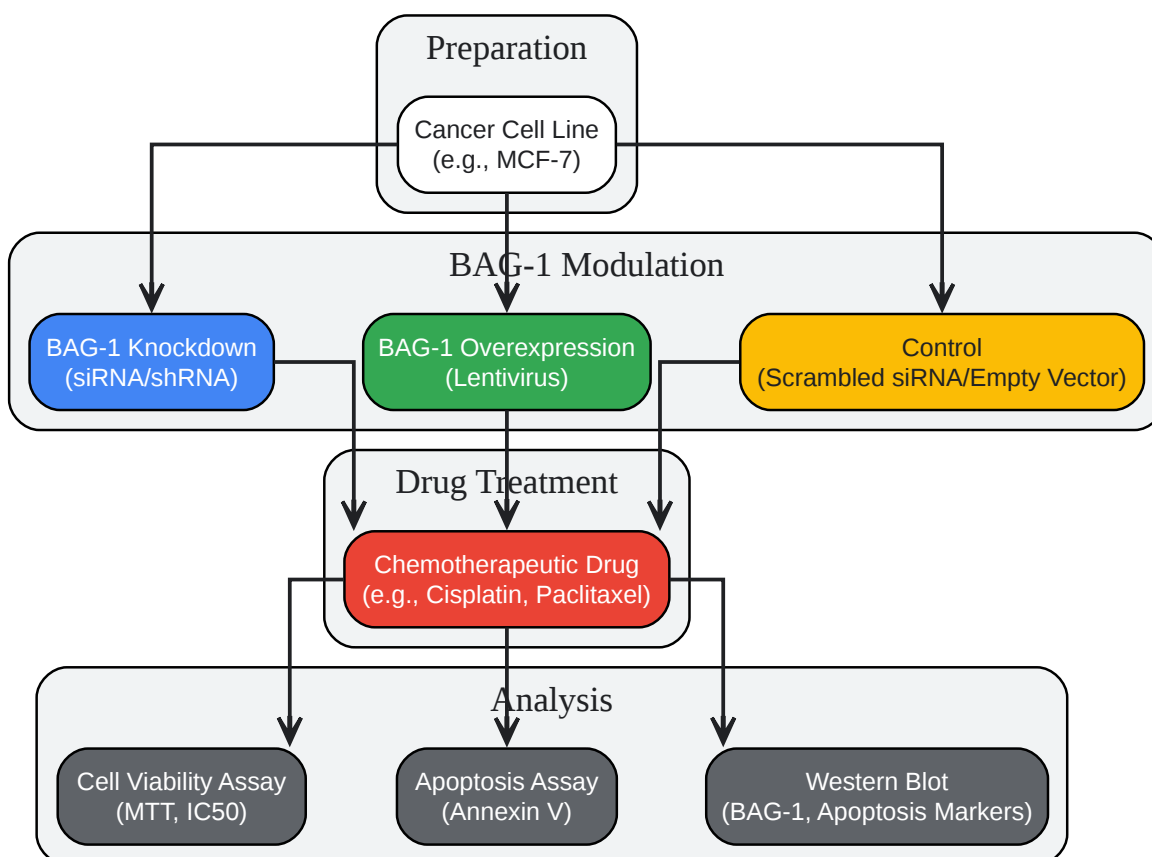 Preparation
Cancer Cell Line
(e.g., MCF-7)
BAG-1 Modulation
BAG-1 Knockdown
(siRNA/shRNA)
BAG-1 Overexpression
(Lentivirus)
Control
(Scrambled siRNA/Empty Vector)
Drug Treatment
Chemotherapeutic Drug
(e.g., Cisplatin, Paclitaxel)
Analysis
Cell Viability Assay
(MTT, IC50)
Apoptosis Assay
(Annexin V)
Western Blot
(BAG-1, Apoptosis Markers)